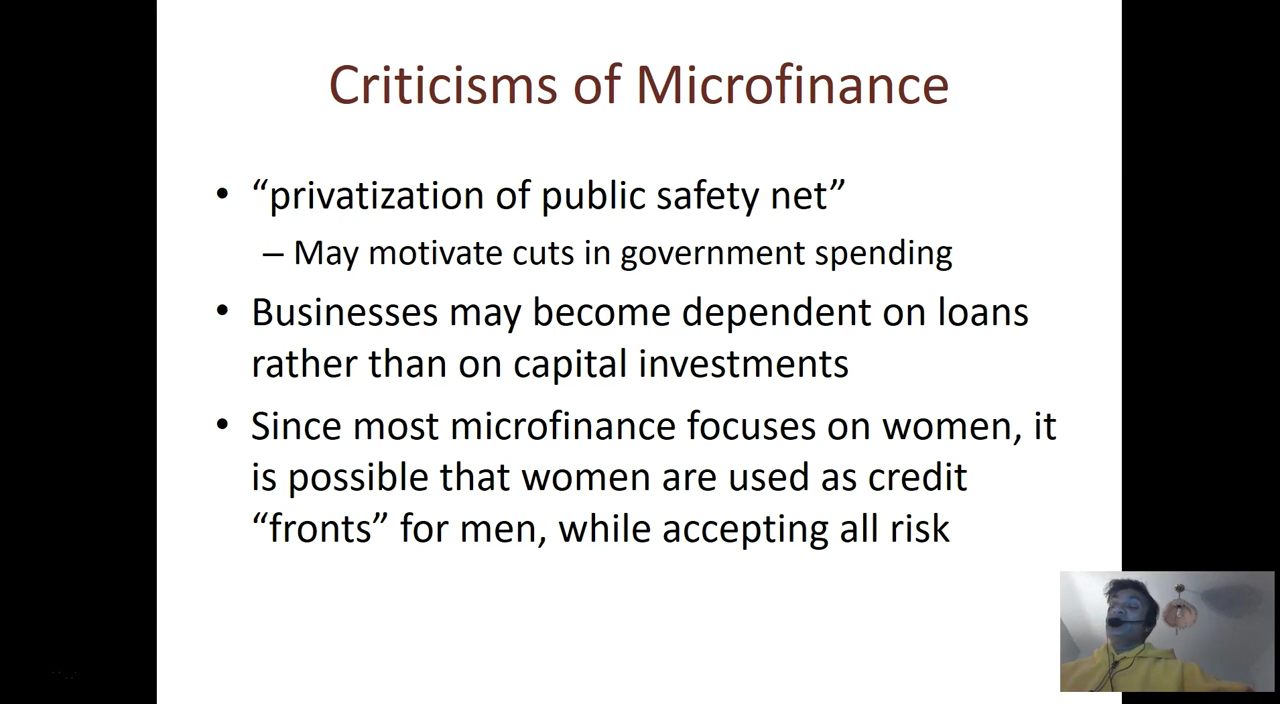 Criticisms of Microfinance
• “privatization of public safety net”
– May motivate cuts in government spending
• Businesses may become dependent on loans
rather than on capital investments
• Since most microfinance focuses on women, it
is possible that women are used as credit
“fronts” for men, while accepting all risk